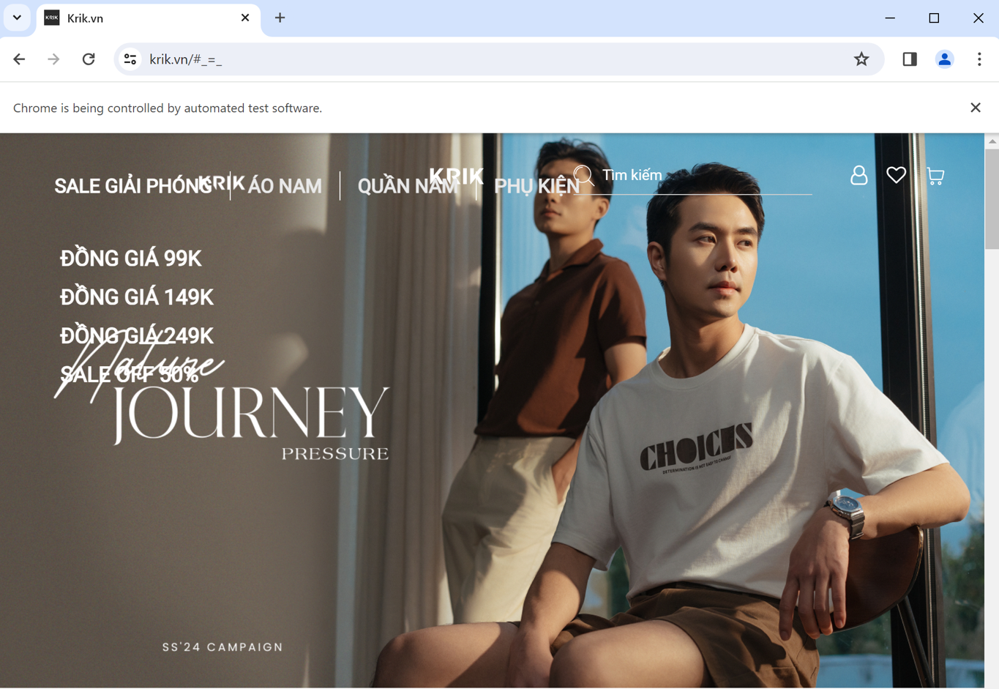 KRIK
Krik.vn
krik.vn/#_=_
Chrome is being controlled by automated test software.
SALE GIẢI PHÓNG
KRIK
ÁO NAM
QUẦN NAM
KRIK
PHỤ KIỆN
Tìm kiếm
ĐỒNG GIÁ 99K
ĐỒNG GIÁ 149K
ĐỒNG GIÁ 249K
SALE OFF 50%
Nature
JOURNEY
PRESSURE
CHOICES
DETERMINATION IS NOT EASY TO CHANGE
SS'24 CAMPAIGN